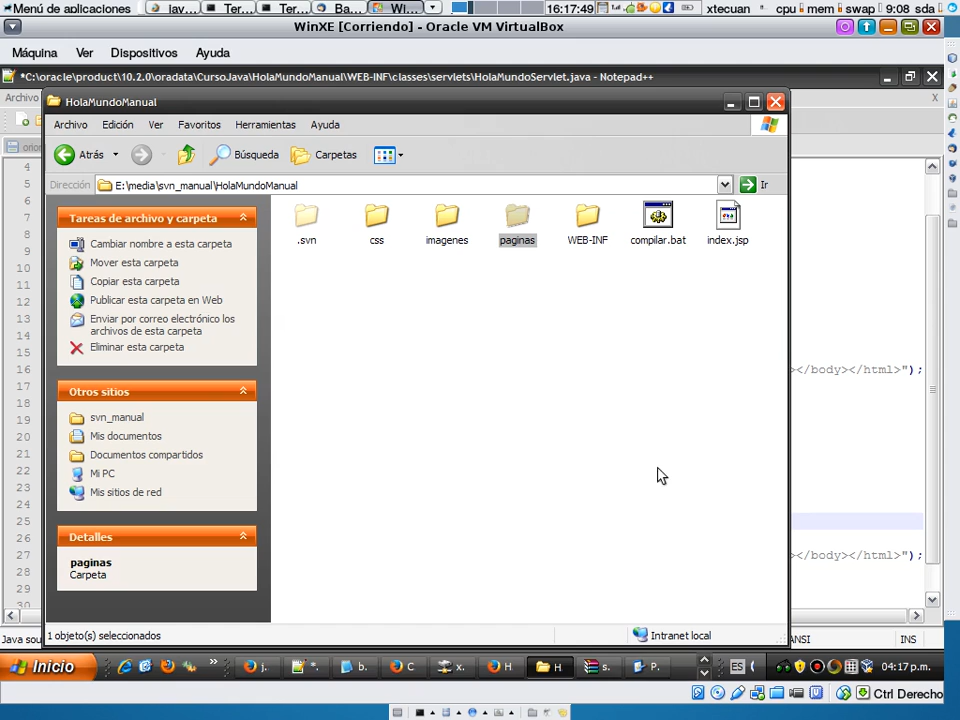 Menú de aplicaciones jav... Ter... Ter... Ba... Wi... 16:17:49 xtecuan cpu mem swap 9:08 sda
WinXE [Corriendo] - Oracle VM VirtualBox
Máquina Ver Dispositivos Ayuda
*C:\oracle\product\10.2.0\oradata\CursoJava\HolaMundoManual\WEB-INF\classes\servlets\HolaMundoServlet.java - Notepad++
Archivo X
HolaMundoManual
Archivo Edición Ver Favoritos Herramientas Ayuda
Atrás Búsqueda Carpetas
Dirección E:\media\svn_manual\HolaMundoManual Ir
Tareas de archivo y carpeta
Cambiar nombre a esta carpeta
Mover esta carpeta
Copiar esta carpeta
Publicar esta carpeta en Web
Enviar por correo electrónico los
archivos de esta carpeta
Eliminar esta carpeta
Otros sitios
svn_manual
Mis documentos
Documentos compartidos
Mi PC
Mis sitios de red
Detalles
paginas
Carpeta
.svn css imagenes paginas WEB-INF compilar.bat index.jsp
4
5
6
7
8
9
10
11
12
13
14
15
16 ></body></html>");
17
18
19
20
21
22
23
24
25
26
27 ></body></html>");
28
29
30
1 objeto(s) seleccionados Intranet local
Java sou ANSI INS
Inicio j. *. b. C x. H H s. P. ES 04:17 p.m.
Ctrl Derecho